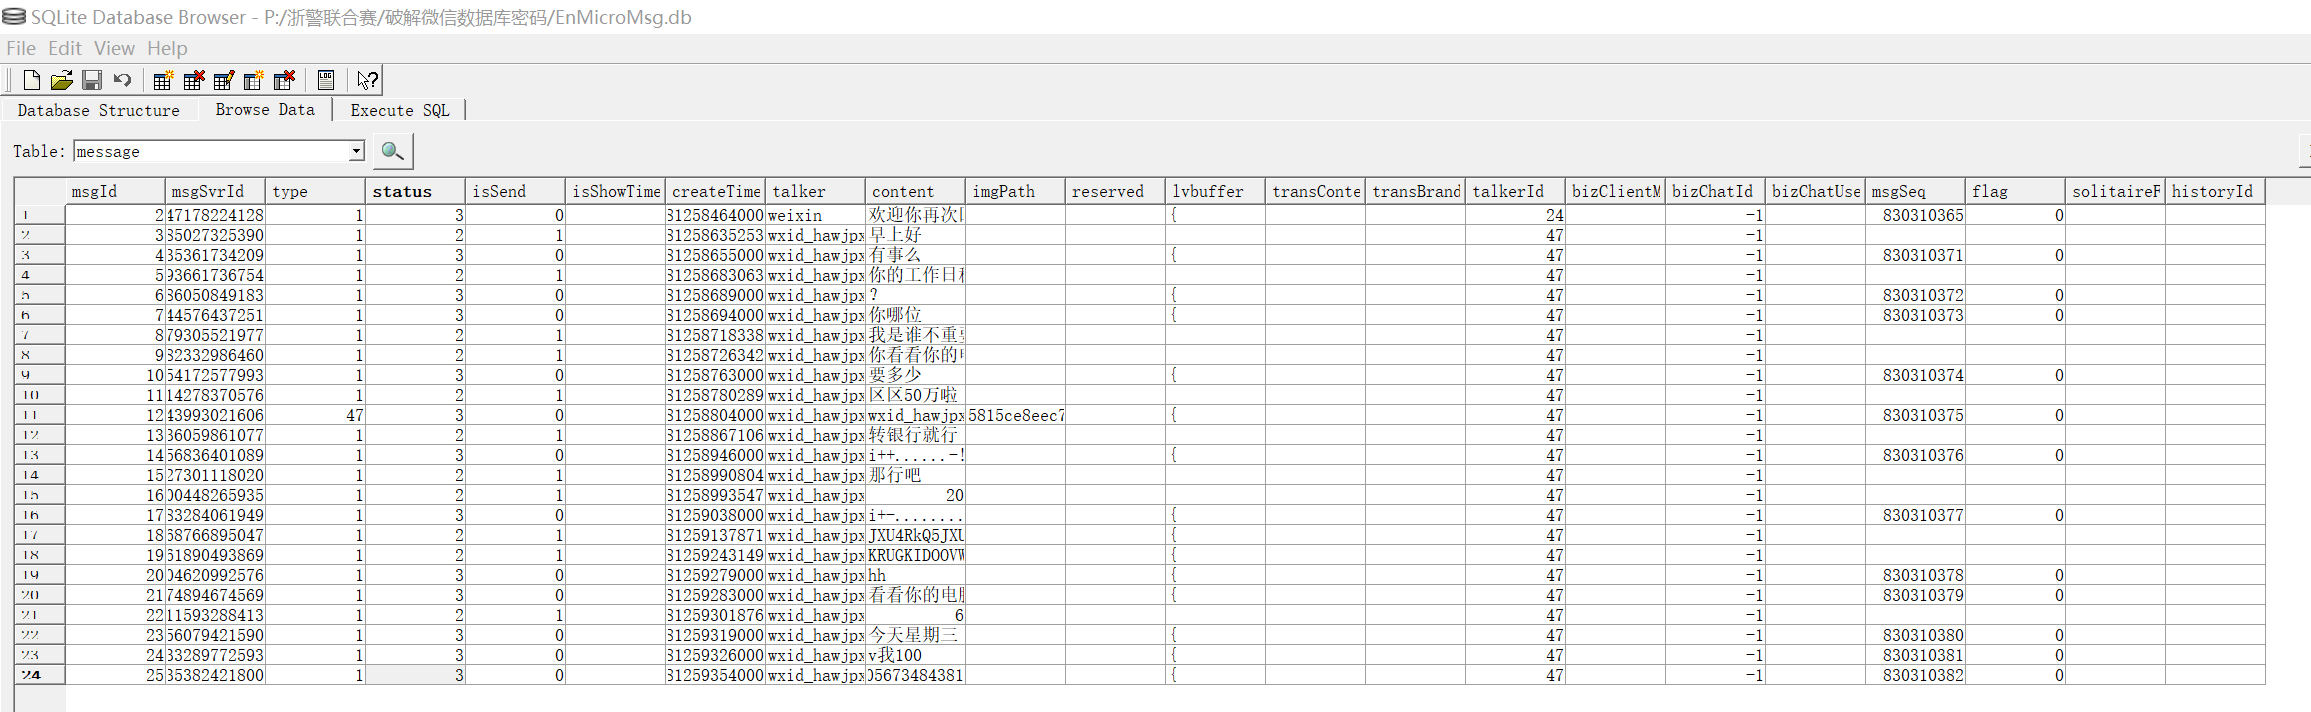 SQLite Database Browser - P:/浙警联合赛/破解微信数据库密码/EnMicroMsg.db
File Edit View Help
Database Structure Browse Data Execute SQL
Table: message
msgId msgSvrId type status isSend isShowTime createTime talker content imgPath reserved lvbuffer transConte transBrand talkerId bizClientM bizChatId bizChatUse msgSeq flag solitaireF historyId
1 2 47178224128 1 3 0 31258464000 weixin 欢迎你再次 { 24 -1 830310365 0
2 3 35027325390 1 2 1 31258635253 wxid_hawjpx 早上好 47 -1
3 4 35361734209 1 3 0 31258655000 wxid_hawjpx 有事么 { 47 -1 830310371 0
4 5 93661736754 1 2 1 31258683063 wxid_hawjpx 你的工作日 47 -1
5 6 36050849183 1 3 0 31258689000 wxid_hawjpx ? { 47 -1 830310372 0
6 7 44576437251 1 3 0 31258694000 wxid_hawjpx 你哪位 { 47 -1 830310373 0
7 8 79305521977 1 2 1 31258718338 wxid_hawjpx 我是谁不重 47 -1
8 9 32332986460 1 2 1 31258726342 wxid_hawjpx 你看看你的 47 -1
9 10 54172577993 1 3 0 31258763000 wxid_hawjpx 要多少 { 47 -1 830310374 0
10 11 14278370576 1 2 1 31258780289 wxid_hawjpx 区区50万啦 47 -1
11 12 43993021606 47 3 0 31258804000 wxid_hawjpx wxid_hawjpx 5815ce8eec7 { 47 -1 830310375 0
12 13 36059861077 1 2 1 31258867106 wxid_hawjpx 转银行就行 47 -1
13 14 56836401089 1 3 0 31258946000 wxid_hawjpx i++......-! { 47 -1 830310376 0
14 15 27301118020 1 2 1 31258990804 wxid_hawjpx 那行吧 47 -1
15 16 00448265935 1 2 1 31258993547 wxid_hawjpx 20 47 -1
16 17 33284061949 1 3 0 31259038000 wxid_hawjpx i+-........ { 47 -1 830310377 0
17 18 68766895047 1 2 1 31259137871 wxid_hawjpx JXU4RkQ5JXU { 47 -1
18 19 61890493869 1 2 1 31259243149 wxid_hawjpx KRUGKIDOOVW { 47 -1
19 20 04620992576 1 3 0 31259279000 wxid_hawjpx hh { 47 -1 830310378 0
20 21 74894674569 1 3 0 31259283000 wxid_hawjpx 看看你的电脑 { 47 -1 830310379 0
21 22 11593288413 1 2 1 31259301876 wxid_hawjpx 6 47 -1
22 23 56079421590 1 3 0 31259319000 wxid_hawjpx 今天星期三 { 47 -1 830310380 0
23 24 33289772593 1 3 0 31259326000 wxid_hawjpx v我100 { 47 -1 830310381 0
24 25 35382421800 1 3 0 31259354000 wxid_hawjpx 05673484381 { 47 -1 830310382 0